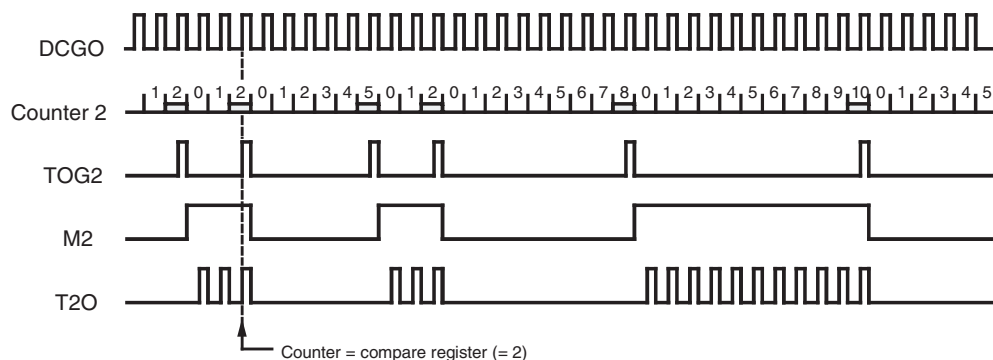 DCGO
Counter 2
1 2 0 1 2 0 1 2 3 4 5 0 1 2 0 1 2 3 4 5 6 7 8 0 1 2 3 4 5 6 7 8 9 10 0 1 2 3 4 5
TOG2
M2
T2O
Counter = compare register (= 2)